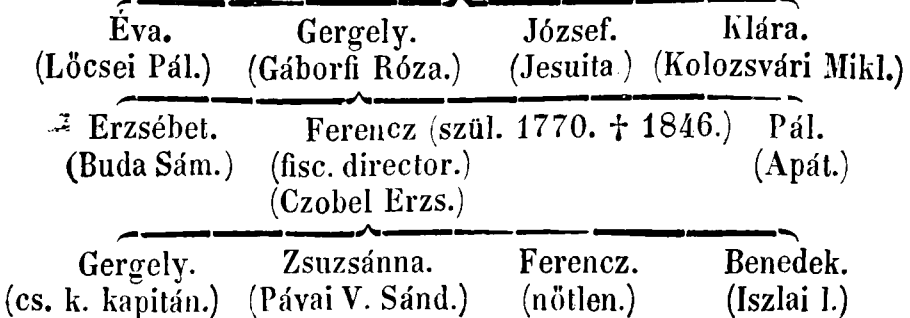 Éva. Gergely. József. Klára.
(Lőcsei Pál.) (Gáborfi Róza.) (Jesuita.) (Kolozsvári Mikl.)
Erzsébet. Ferencz (szül. 1770. † 1846.) Pál.
(Buda Sám.) (fisc. director.) (Apát.)
(Czobel Erzs.)
Gergely. Zsuzsánna. Ferencz. Benedek.
(cs. k. kapitán.) (Pávai V. Sánd.) (nőtlen.) (Iszlai I.)